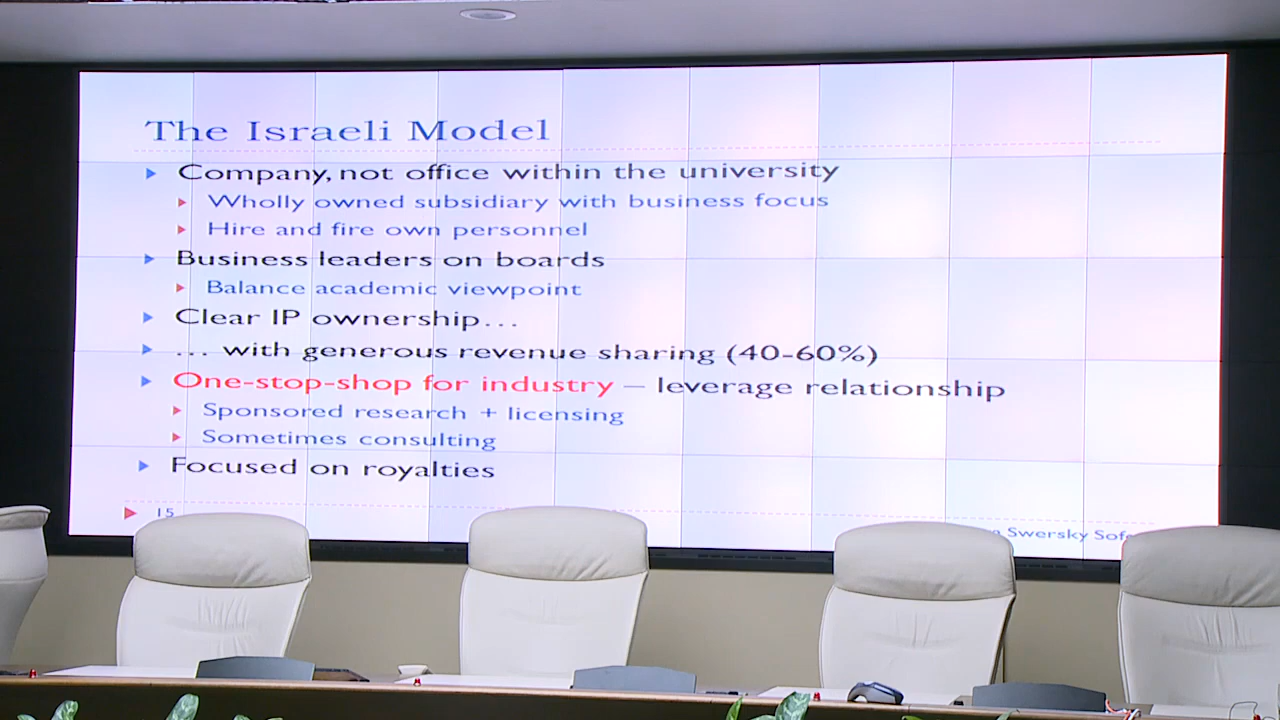 The Israeli Model
Company, not office within the university
Wholly owned subsidiary with business focus
Hire and fire own personnel
Business leaders on boards
Balance academic viewpoint
Clear IP ownership...
... with generous revenue sharing (40-60%)
One-stop-shop for industry – leverage relationship
Sponsored research + licensing
Sometimes consulting
Focused on royalties
15
Swersky